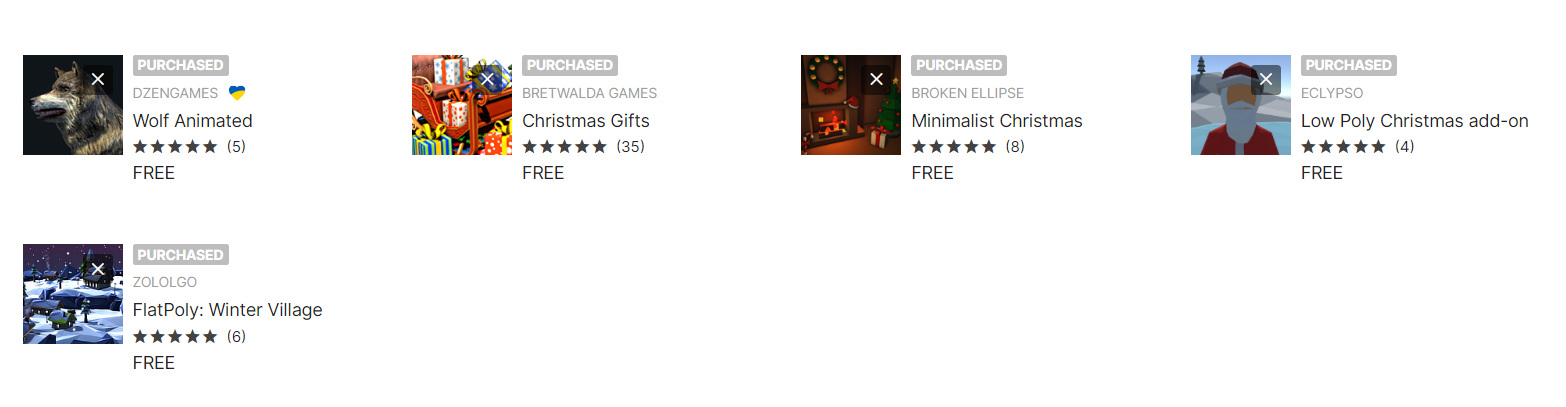 PURCHASED
DZENGAMES
Wolf Animated
(5)
FREE
PURCHASED
BRETWALDA GAMES
Christmas Gifts
(35)
FREE
PURCHASED
BROKEN ELLIPSE
Minimalist Christmas
(8)
FREE
PURCHASED
ECLYPSO
Low Poly Christmas add-on
(4)
FREE
PURCHASED
ZOLOLGO
FlatPoly: Winter Village
(6)
FREE